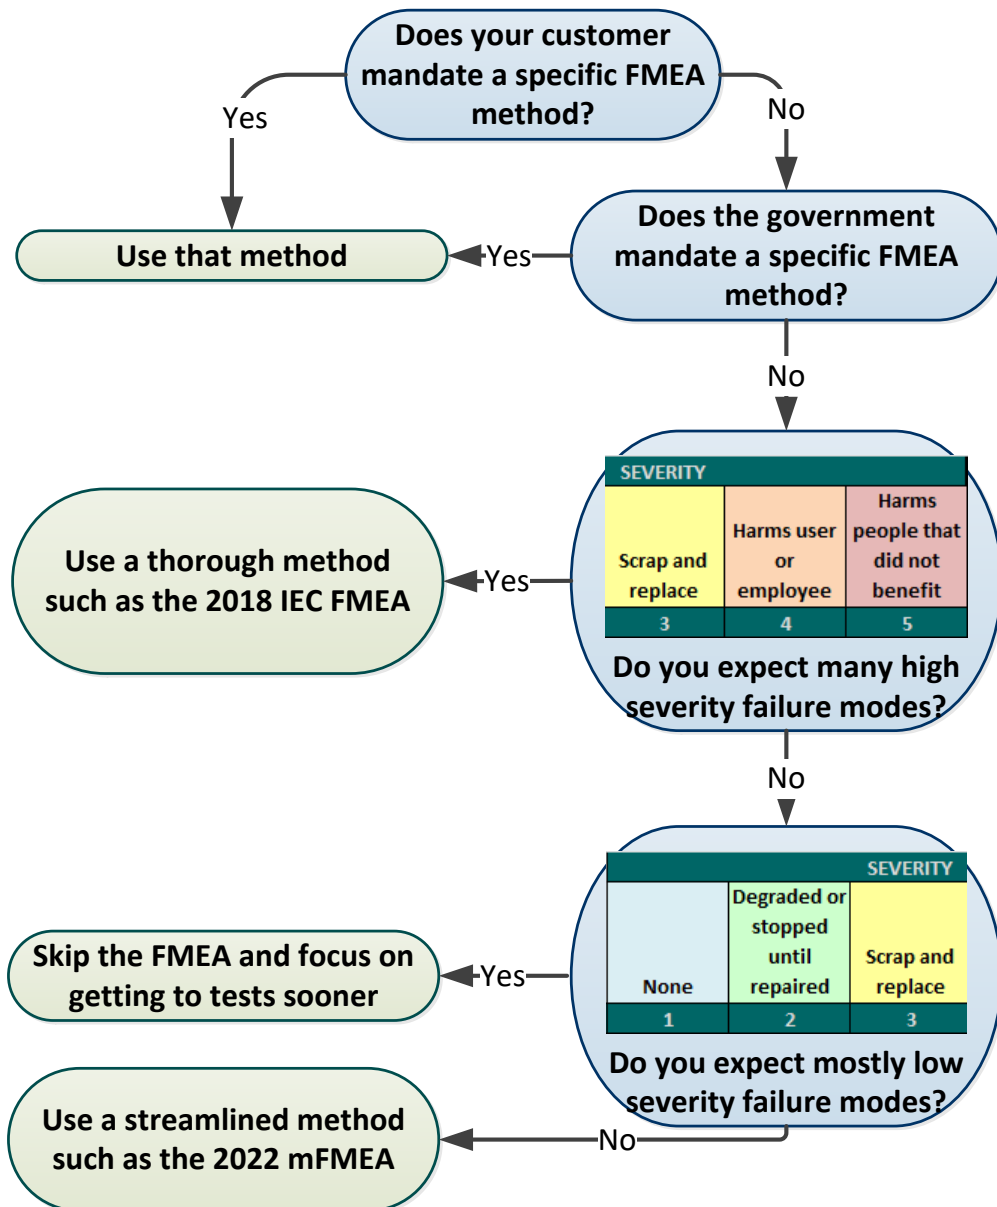 Does your customer
mandate a specific FMEA
method?
Yes
No
Use that method
Yes
Does the government
mandate a specific FMEA
method?
No
SEVERITY
Scrap and
replace
Harms user
or
employee
Harms
people that
did not
benefit
3
4
5
Do you expect many high
severity failure modes?
Yes
Use a thorough method
such as the 2018 IEC FMEA
No
SEVERITY
None
Degraded or
stopped
until
repaired
Scrap and
replace
1
2
3
Do you expect mostly low
severity failure modes?
Yes
Skip the FMEA and focus on
getting to tests sooner
No
Use a streamlined method
such as the 2022 mFMEA